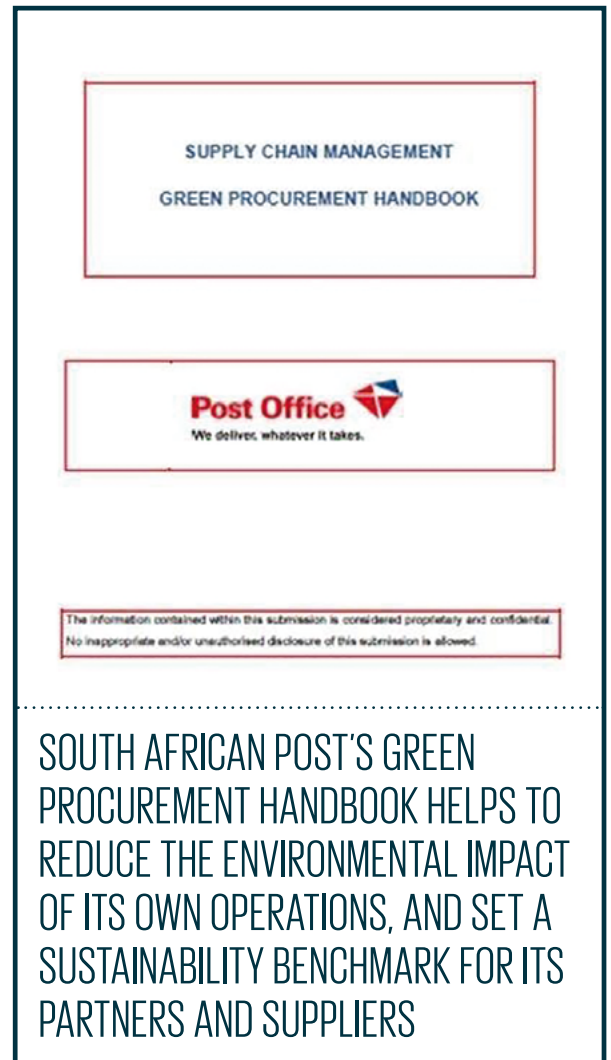 SUPPLY CHAIN MANAGEMENT
GREEN PROCUREMENT HANDBOOK
Post Office
We deliver, whatever it takes.
The information contained within this submission is considered proprietary and confidential.
No inappropriate and/or unauthorised disclosure of this submission is allowed.
SOUTH AFRICAN POST'S GREEN
PROCUREMENT HANDBOOK HELPS TO
REDUCE THE ENVIRONMENTAL IMPACT
OF ITS OWN OPERATIONS, AND SET A
SUSTAINABILITY BENCHMARK FOR ITS
PARTNERS AND SUPPLIERS